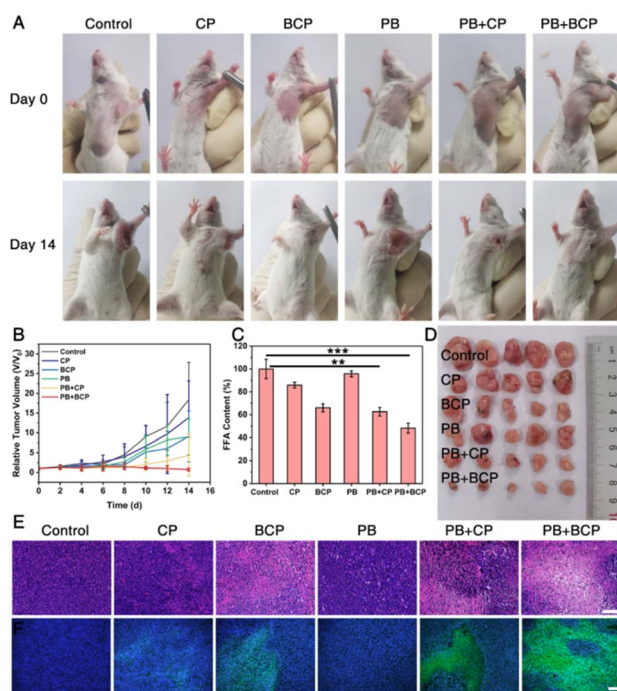 A
Control CP BCP PB PB+CP PB+BCP
Day 0
Day 14
B
Relative Tumor Volume (V/V₀)
30
25
20
15
10
5
0
Control
CP
BCP
PB
PB+CP
PB+BCP
0 2 4 6 8 10 12 14 16
Time (d)
C
FFA Content (%)
120
100
80
60
40
20
0
***
**
Control CP BCP PB PB+CP PB+BCP
D
Control
CP
BCP
PB
PB+CP
PB+BCP
1
2
3
4
5
6
7
8
9
10
E
Control CP BCP PB PB+CP PB+BCP
F